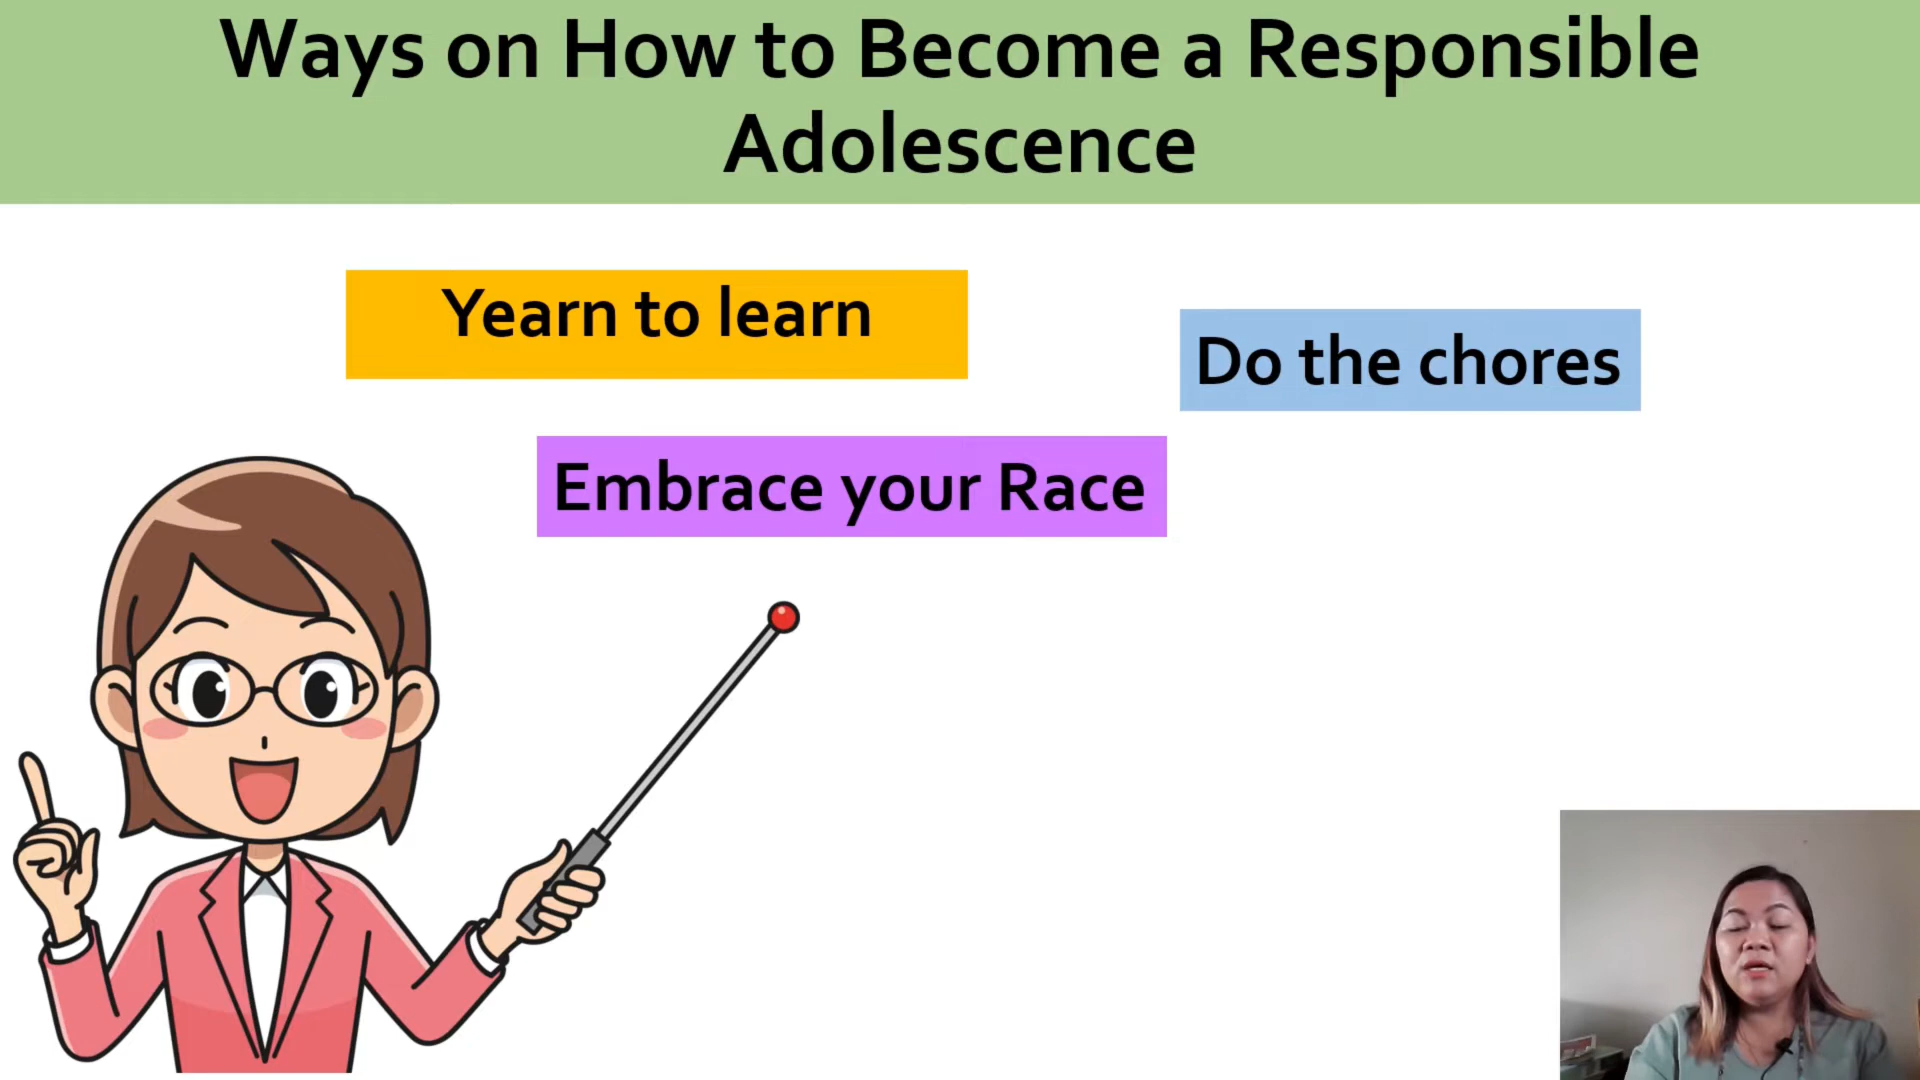 Ways on How to Become a Responsible
Adolescence
Yearn to learn
Do the chores
Embrace your Race